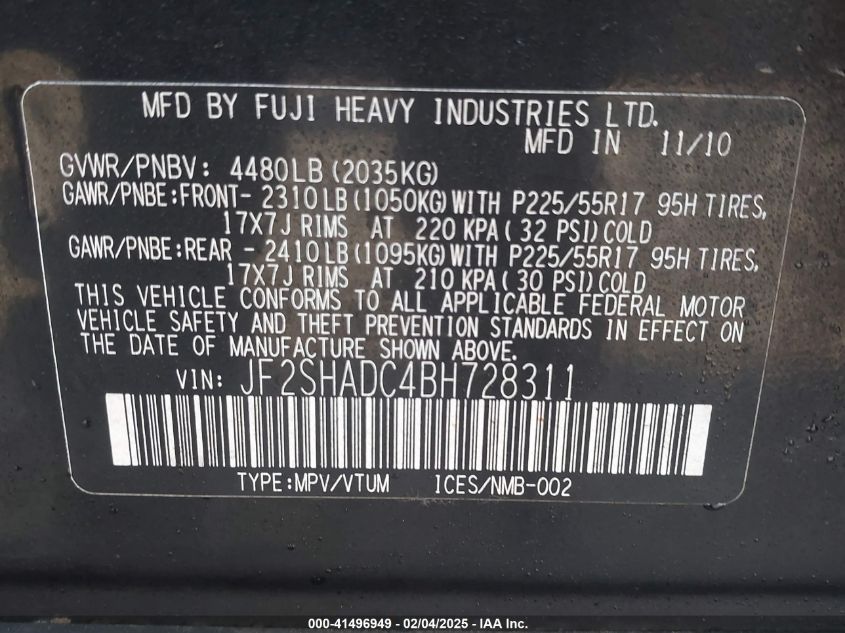 MFD BY FUJI HEAVY INDUSTRIES LTD.
MFD IN 11/10
GVWR/PNBV: 4480LB (2035KG)
GAWR/PNBE:FRONT- 2310LB(1050KG)WITH P225/55R17 95H TIRES,
17X7J RIMS AT 220 KPA ( 32 PSI) COLD
GAWR/PNBE:REAR - 2410LB(1095KG)WITH P225/55R17 95H TIRES,
17X7J RIMS AT 210 KPA ( 30 PSI) COLD
THIS VEHICLE CONFORMS TO ALL APPLICABLE FEDERAL MOTOR
VEHICLE SAFETY AND THEFT PREVENTION STANDARDS IN EFFECT ON
THE DATE OF MANUFACTURE SHOWN ABOVE.
VIN: JF2SHADC4BH728311
TYPE:MPV/VTUM ICES/NMB-002
000-41496949 - 02/04/2025 - IAA Inc.